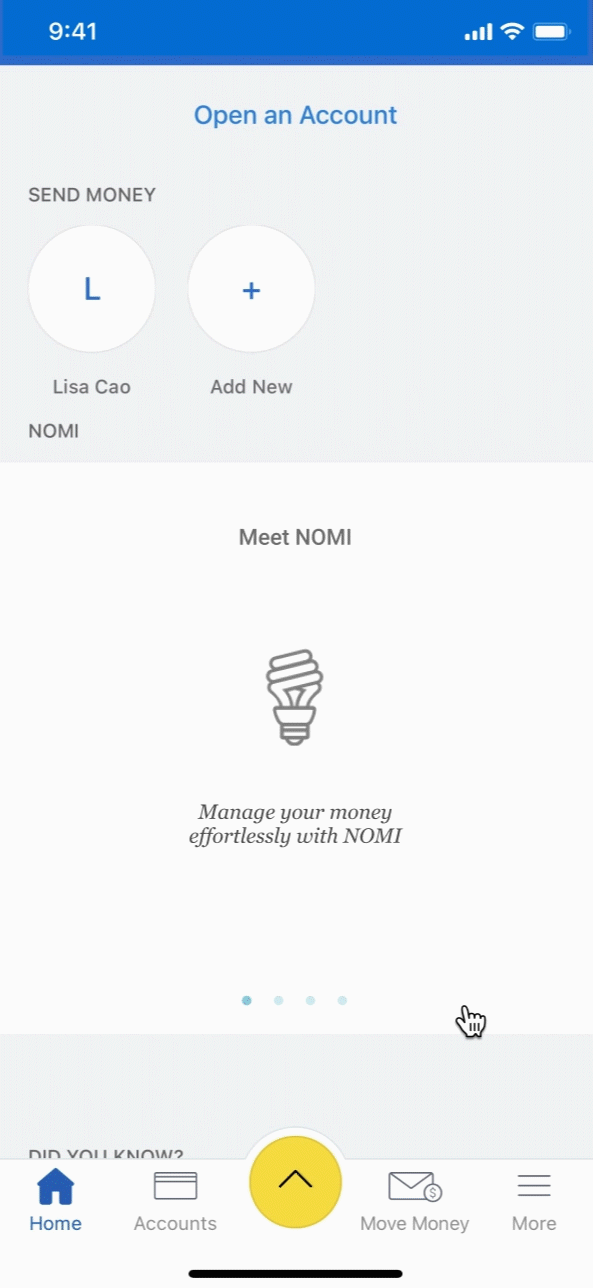 9:41
Open an Account
SEND MONEY
L
+
Lisa Cao
Add New
NOMI
Meet NOMI
Manage your money
effortlessly with NOMI
DID YOU KNOW?
$
Home
Accounts
Move Money
More